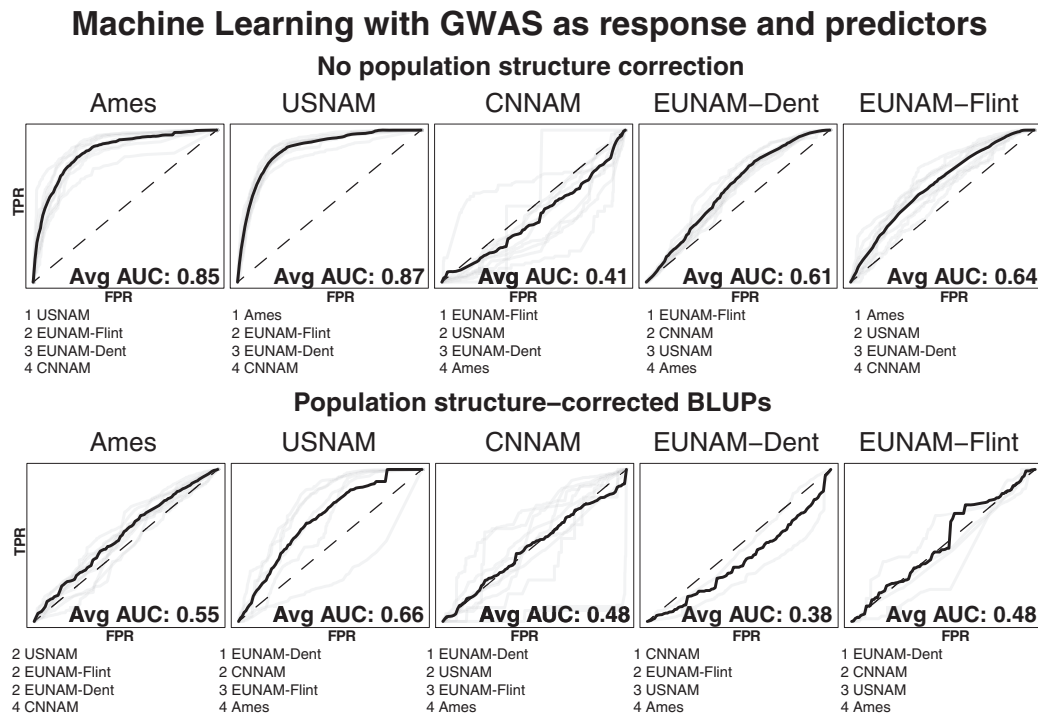 Machine Learning with GWAS as response and predictors
No population structure correction
Ames USNAM CNNAM EUNAM−Dent EUNAM−Flint
TPR
Avg AUC: 0.85 Avg AUC: 0.87 Avg AUC: 0.41 Avg AUC: 0.61 Avg AUC: 0.64
FPR FPR FPR FPR FPR
1 USNAM 1 Ames 1 EUNAM-Flint 1 EUNAM-Flint 1 Ames
2 EUNAM-Flint 2 EUNAM-Flint 2 USNAM 2 CNNAM 2 USNAM
3 EUNAM-Dent 3 EUNAM-Dent 3 EUNAM-Dent 3 USNAM 3 EUNAM-Dent
4 CNNAM 4 CNNAM 4 Ames 4 Ames 4 CNNAM
Population structure−corrected BLUPs
Ames USNAM CNNAM EUNAM−Dent EUNAM−Flint
TPR
Avg AUC: 0.55 Avg AUC: 0.66 Avg AUC: 0.48 Avg AUC: 0.38 Avg AUC: 0.48
FPR FPR FPR FPR FPR
2 USNAM 1 EUNAM-Dent 1 EUNAM-Dent 1 CNNAM 1 EUNAM-Dent
2 EUNAM-Flint 2 CNNAM 2 USNAM 2 EUNAM-Flint 2 CNNAM
2 EUNAM-Dent 3 EUNAM-Flint 3 EUNAM-Flint 3 USNAM 3 USNAM
4 CNNAM 4 Ames 4 Ames 4 Ames 4 Ames